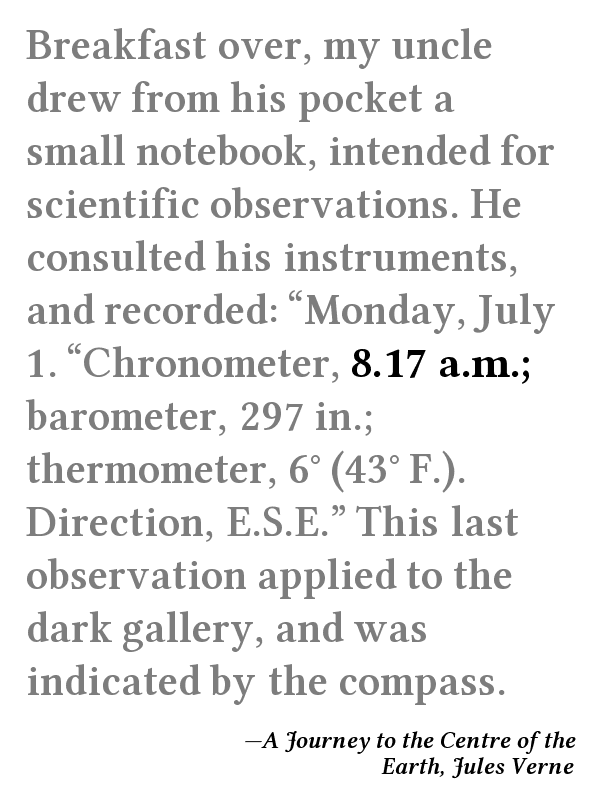 Breakfast over, my uncle
drew from his pocket a
small notebook, intended for
scientific observations. He
consulted his instruments,
and recorded: “Monday, July
1. “Chronometer, 8.17 a.m.;
barometer, 297 in.;
thermometer, 6° (43° F.).
Direction, E.S.E.” This last
observation applied to the
dark gallery, and was
indicated by the compass.
—A Journey to the Centre of the
Earth, Jules Verne